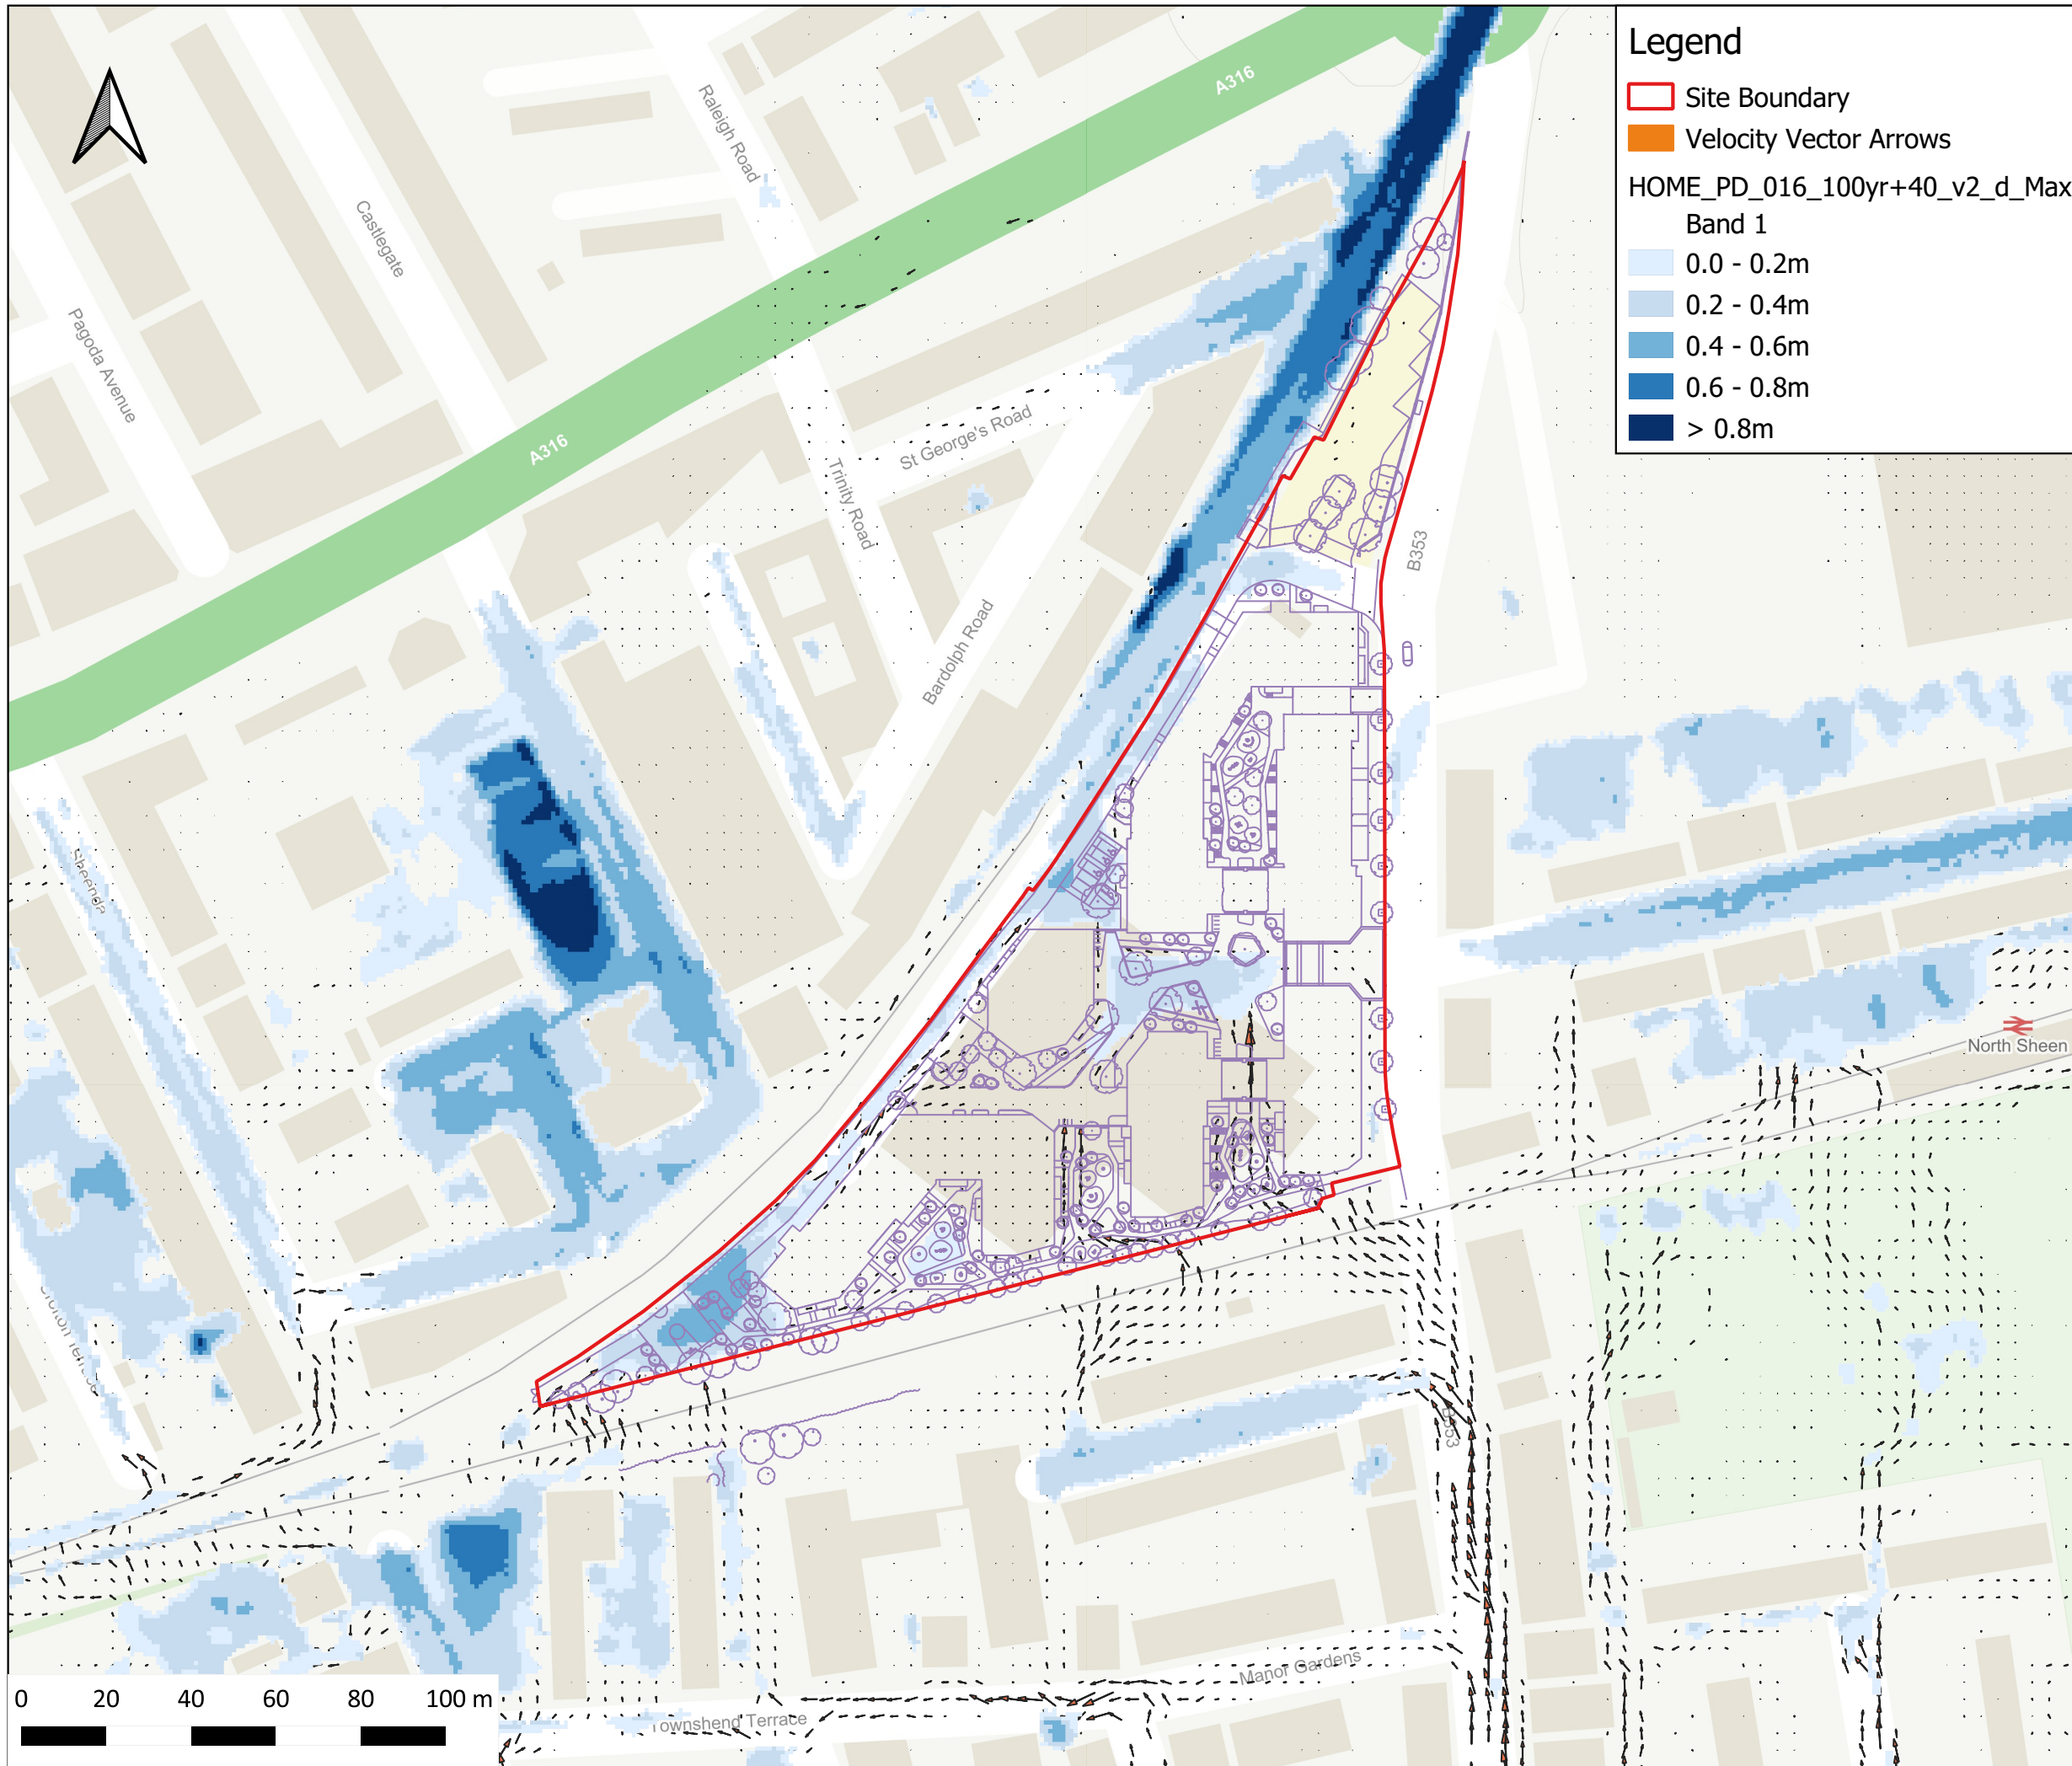 Legend
Site Boundary
Velocity Vector Arrows
HOME_PD_016_100yr+40_v2_d_Max
Band 1
0.0 - 0.2m
0.2 - 0.4m
0.4 - 0.6m
0.6 - 0.8m
> 0.8m
A316
Raleigh Road
Castlegate
Pagoda Avenue
A316
St George's Road
Trinity Road
B353
Bardolph Road
North Sheen
B353
Manor Gardens
Townshend Terrace
0 20 40 60 80 100 m